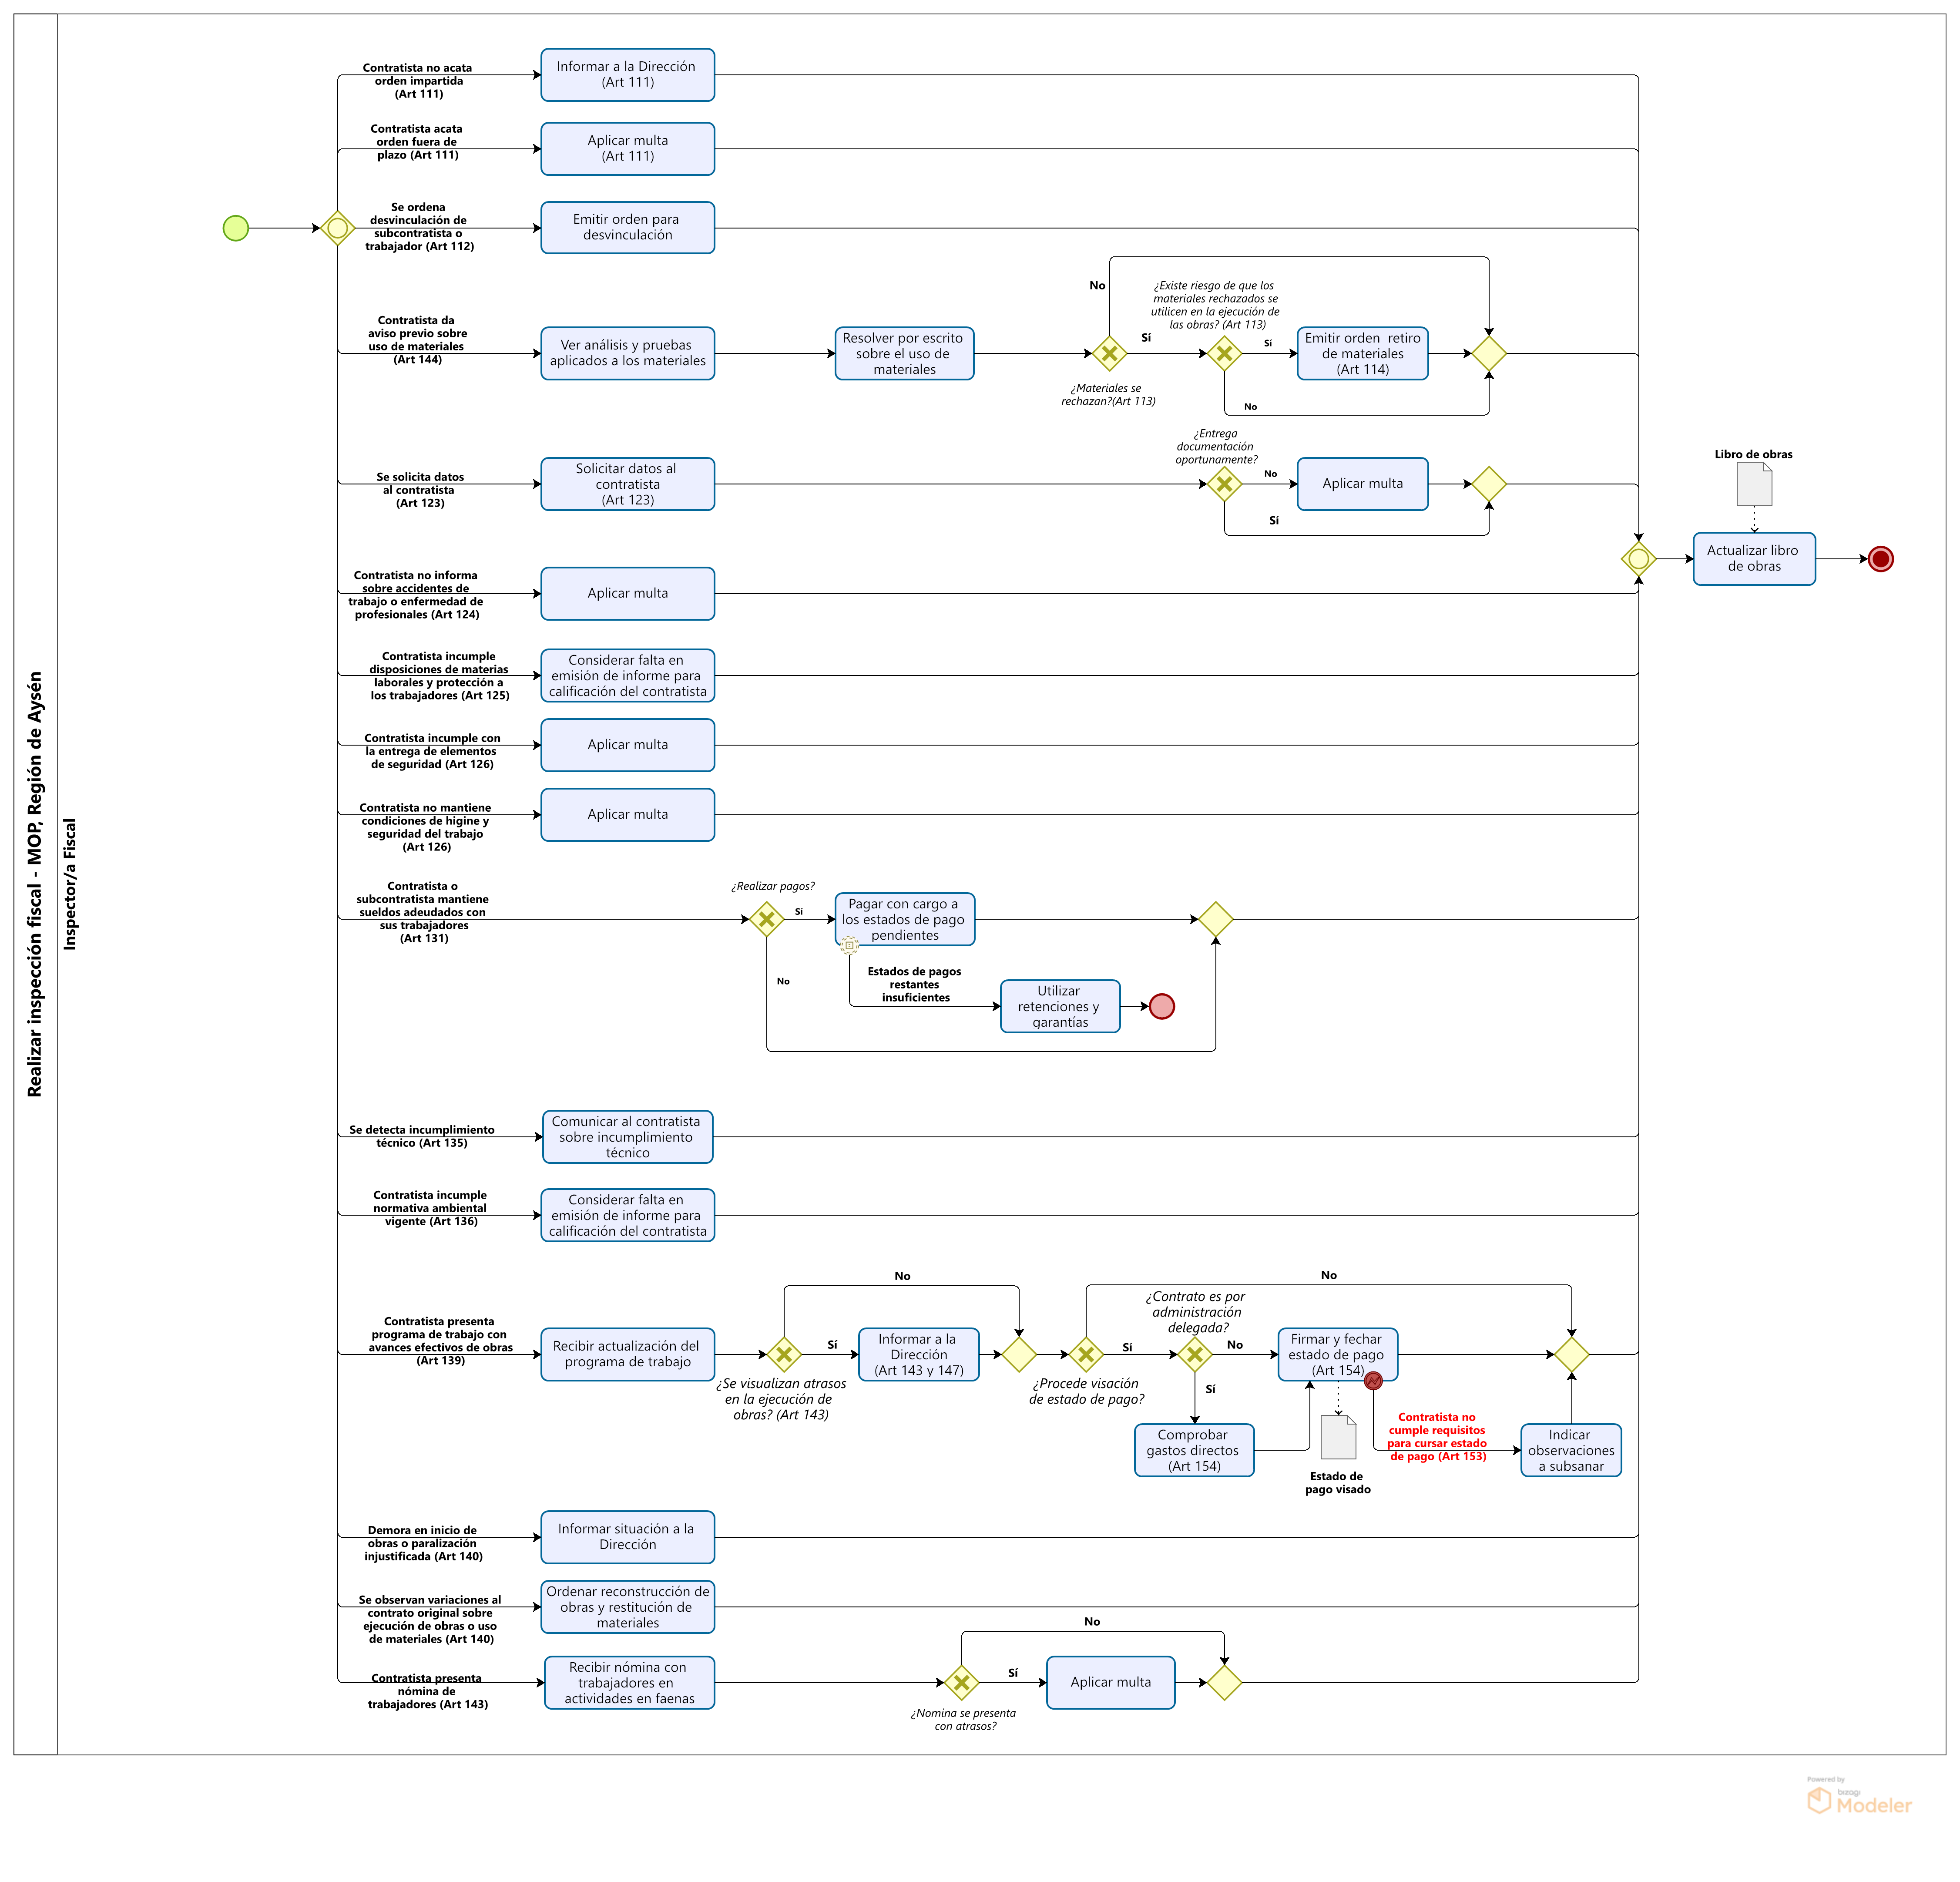 Realizar inspección fiscal - MOP, Región de Aysén
Inspector/a Fiscal
Contratista no acata
orden impartida
(Art 111)
Informar a la Dirección
(Art 111)
Contratista acata
orden fuera de
plazo (Art 111)
Aplicar multa
(Art 111)
Se ordena
desvinculación de
subcontratista o
trabajador (Art 112)
Emitir orden para
desvinculación
Contratista da
aviso previo sobre
uso de materiales
(Art 144)
Ver análisis y pruebas
aplicados a los materiales
Resolver por escrito
sobre el uso de
materiales
No
Sí
¿Materiales se
rechazan?(Art 113)
¿Existe riesgo de que los
materiales rechazados se
utilicen en la ejecución de
las obras? (Art 113)
Sí
No
Emitir orden retiro
de materiales
(Art 114)
Se solicita datos
al contratista
(Art 123)
Solicitar datos al
contratista
(Art 123)
¿Entrega
documentación
oportunamente?
No
Sí
Aplicar multa
Libro de obras
Actualizar libro
de obras
Contratista no informa
sobre accidentes de
trabajo o enfermedad de
profesionales (Art 124)
Aplicar multa
Contratista incumple
disposiciones de materias
laborales y protección a
los trabajadores (Art 125)
Considerar falta en
emisión de informe para
calificación del contratista
Contratista incumple con
la entrega de elementos
de seguridad (Art 126)
Aplicar multa
Contratista no mantiene
condiciones de higine y
seguridad del trabajo
(Art 126)
Aplicar multa
Contratista o
subcontratista mantiene
sueldos adeudados con
sus trabajadores
(Art 131)
¿Realizar pagos?
Sí
No
Pagar con cargo a
los estados de pago
pendientes
Estados de pagos
restantes
insuficientes
Utilizar
retenciones y
garantías
Se detecta incumplimiento
técnico (Art 135)
Comunicar al contratista
sobre incumplimiento
técnico
Contratista incumple
normativa ambiental
vigente (Art 136)
Considerar falta en
emisión de informe para
calificación del contratista
Contratista presenta
programa de trabajo con
avances efectivos de obras
(Art 139)
Recibir actualización del
programa de trabajo
No
Sí
¿Se visualizan atrasos
en la ejecución de
obras? (Art 143)
Informar a la
Dirección
(Art 143 y 147)
No
Sí
¿Procede visación
de estado de pago?
¿Contrato es por
administración
delegada?
No
Sí
Comprobar
gastos directos
(Art 154)
Firmar y fechar
estado de pago
(Art 154)
Estado de
pago visado
Contratista no
cumple requisitos
para cursar estado
de pago (Art 153)
Indicar
observaciones
a subsanar
Demora en inicio de
obras o paralización
injustificada (Art 140)
Informar situación a la
Dirección
Se observan variaciones al
contrato original sobre
ejecución de obras o uso
de materiales (Art 140)
Ordenar reconstrucción de
obras y restitución de
materiales
Contratista presenta
nómina de
trabajadores (Art 143)
Recibir nómina con
trabajadores en
actividades en faenas
No
Sí
¿Nomina se presenta
con atrasos?
Aplicar multa
Powered by
bizagi
Modeler